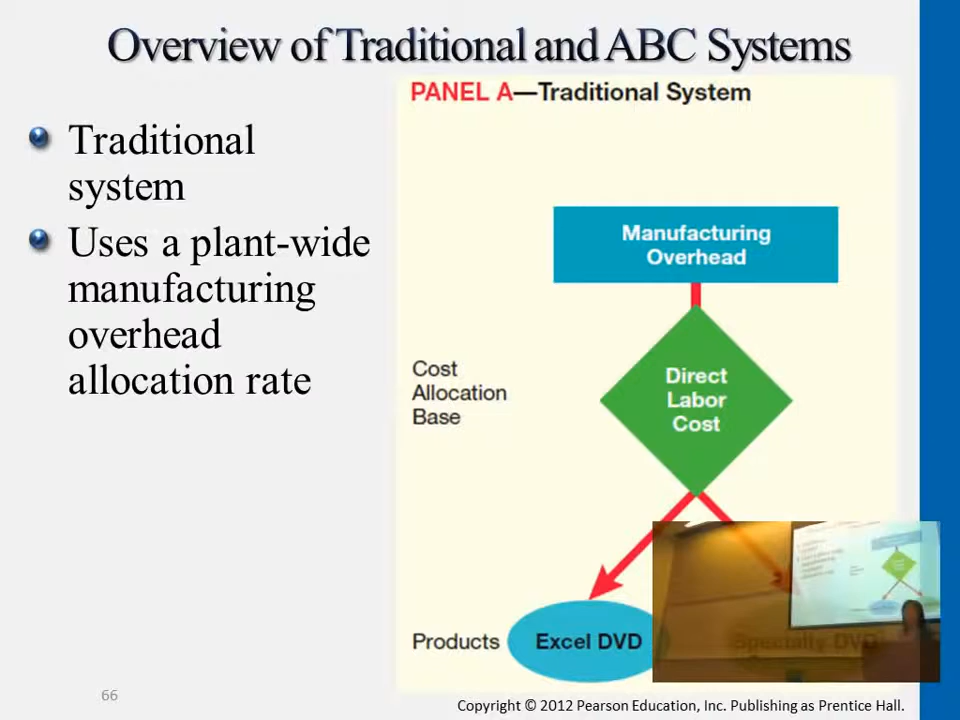 Overview of Traditional and ABC Systems
Traditional
system
Uses a plant-wide
manufacturing
overhead
allocation rate
PANEL A—Traditional System
Manufacturing
Overhead
Cost
Allocation
Base
Direct
Labor
Cost
Products
Excel DVD
Specialty DVD
66
Copyright © 2012 Pearson Education, Inc. Publishing as Prentice Hall.